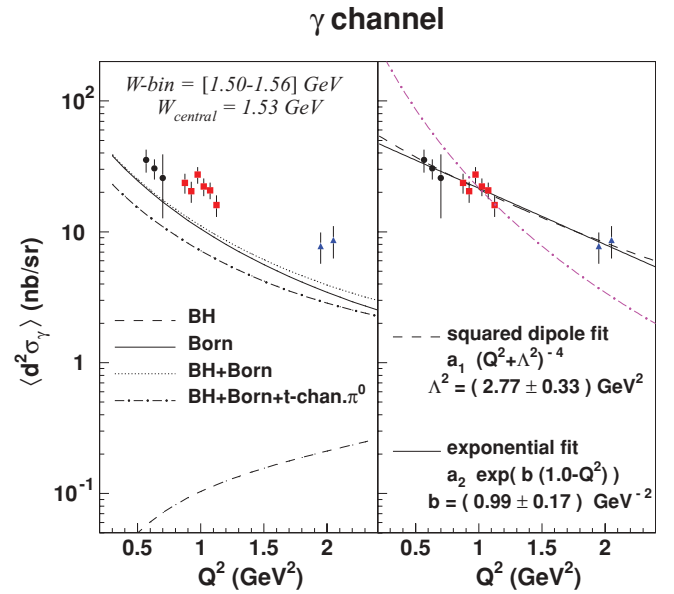 γ channel
W-bin = [1.50-1.56] GeV
W_central = 1.53 GeV
⟨d²σ_γ⟩ (nb/sr)
10²
10
1
10⁻¹
BH
Born
BH+Born
BH+Born+t-chan.π⁰
0.5 1 1.5 2
Q² (GeV²)
squared dipole fit
a₁ (Q²+Λ²)⁻⁴
Λ² = ( 2.77 ± 0.33 ) GeV²
exponential fit
a₂ exp( b (1.0-Q²) )
b = ( 0.99 ± 0.17 ) GeV⁻²
0.5 1 1.5 2
Q² (GeV²)